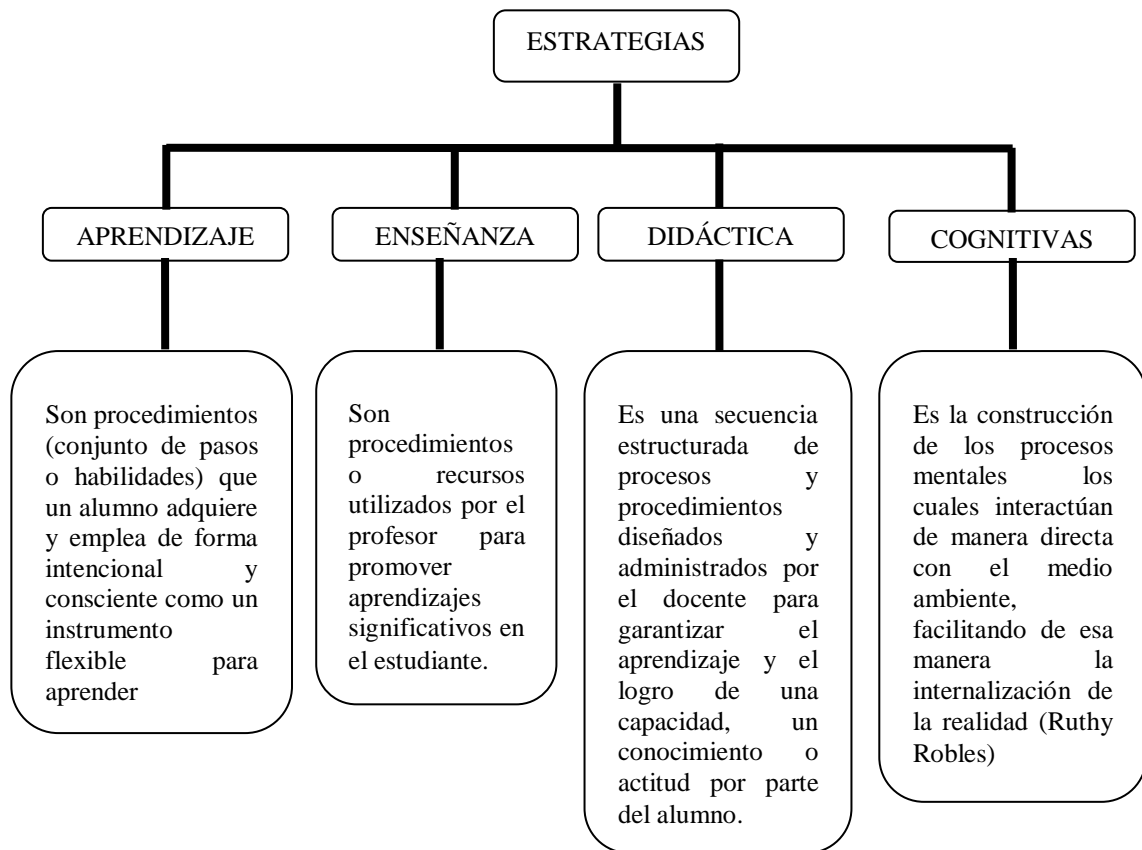 ESTRATEGIAS
APRENDIZAJE
ENSEÑANZA
DIDÁCTICA
COGNITIVAS
Son procedimientos
(conjunto de pasos
o habilidades) que
un alumno adquiere
y emplea de forma
intencional y
consciente como un
instrumento
flexible para
aprender
Son
procedimientos
o recursos
utilizados por el
profesor para
promover
aprendizajes
significativos en
el estudiante.
Es una secuencia
estructurada de
procesos y
procedimientos
diseñados y
administrados por
el docente para
garantizar el
aprendizaje y el
logro de una
capacidad, un
conocimiento o
actitud por parte
del alumno.
Es la construcción
de los procesos
mentales los
cuales interactúan
de manera directa
con el medio
ambiente,
facilitando de esa
manera la
internalización de
la realidad (Ruthy
Robles)